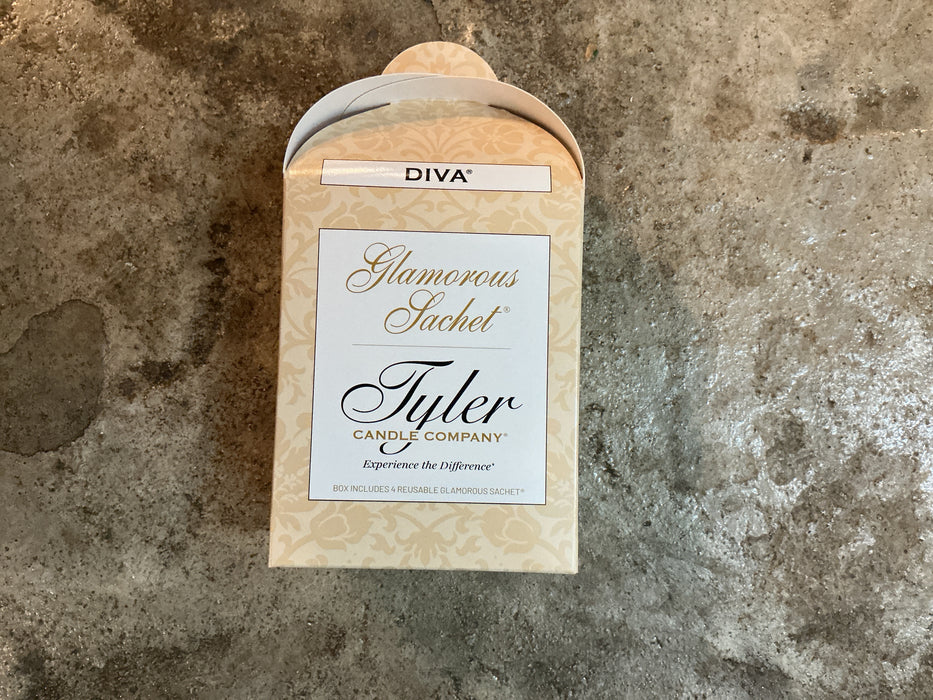 DIVA®
Glamorous
Sachet®
Tyler
CANDLE COMPANY®
Experience the Difference®
BOX INCLUDES 4 REUSABLE GLAMOROUS SACHET®